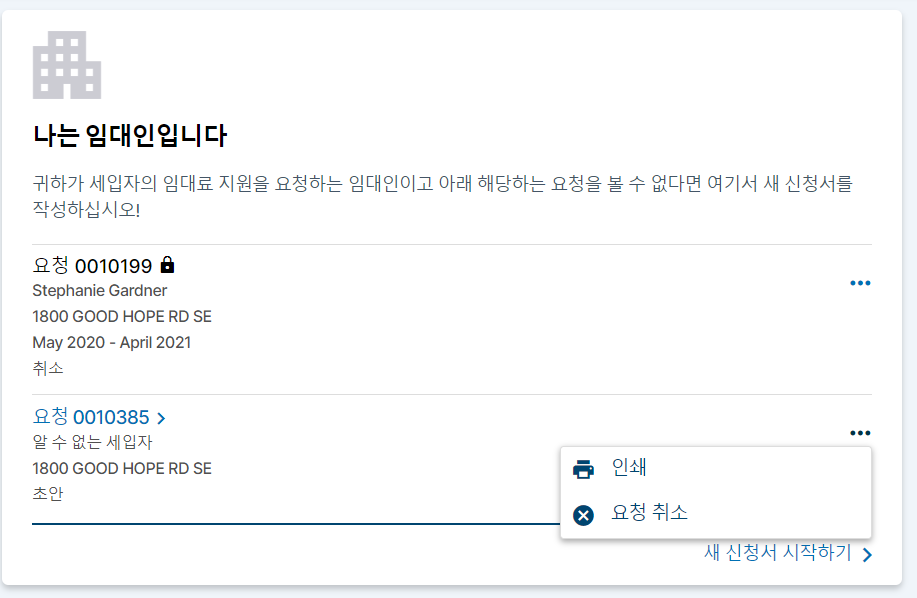 나는 임대인입니다
귀하가 세입자의 임대료 지원을 요청하는 임대인이고 아래 해당하는 요청을 볼 수 없다면 여기서 새 신청서를
작성하십시오!
요청 0010199
Stephanie Gardner
1800 GOOD HOPE RD SE
May 2020 - April 2021
취소
요청 0010385
알 수 없는 세입자
1800 GOOD HOPE RD SE
초안
인쇄
요청 취소
새 신청서 시작하기